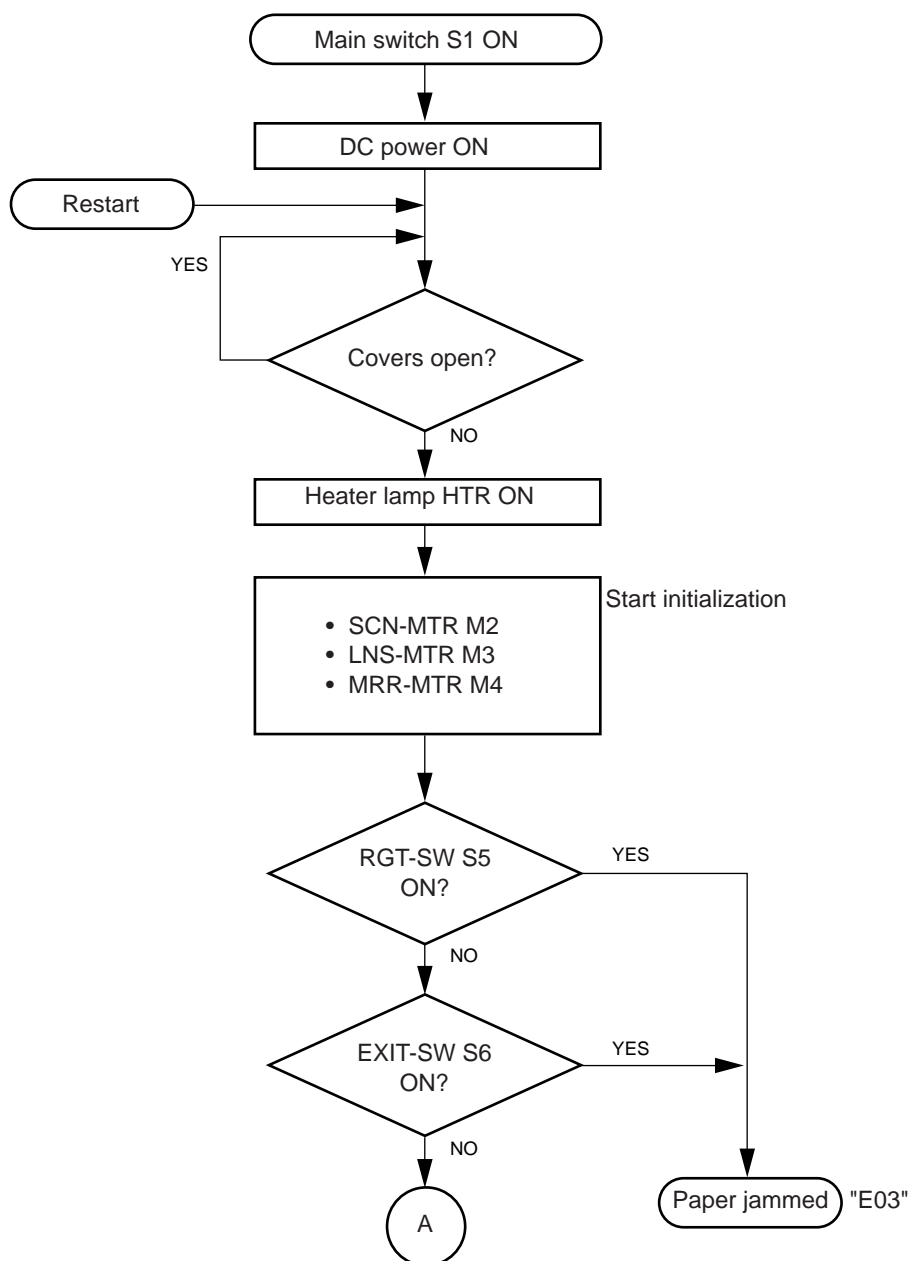 Main switch S1 ON
DC power ON
Restart
YES
Covers open?
NO
Heater lamp HTR ON
Start initialization
• SCN-MTR M2
• LNS-MTR M3
• MRR-MTR M4
RGT-SW S5
ON?
YES
NO
EXIT-SW S6
ON?
YES
NO
A
Paper jammed "E03"